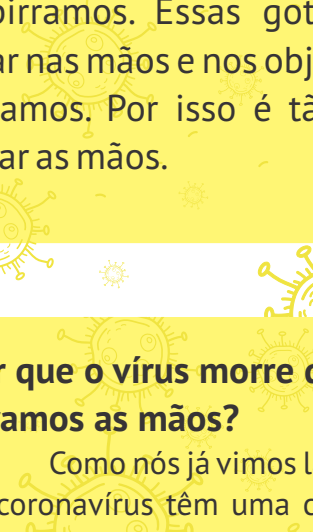 birramos. Essas got
ar nas mãos e nos obj
amos. Por isso é tã
ar as mãos.
r que o vírus morre
amos as mãos?
Como nós já vimos l
coronavírus têm uma c